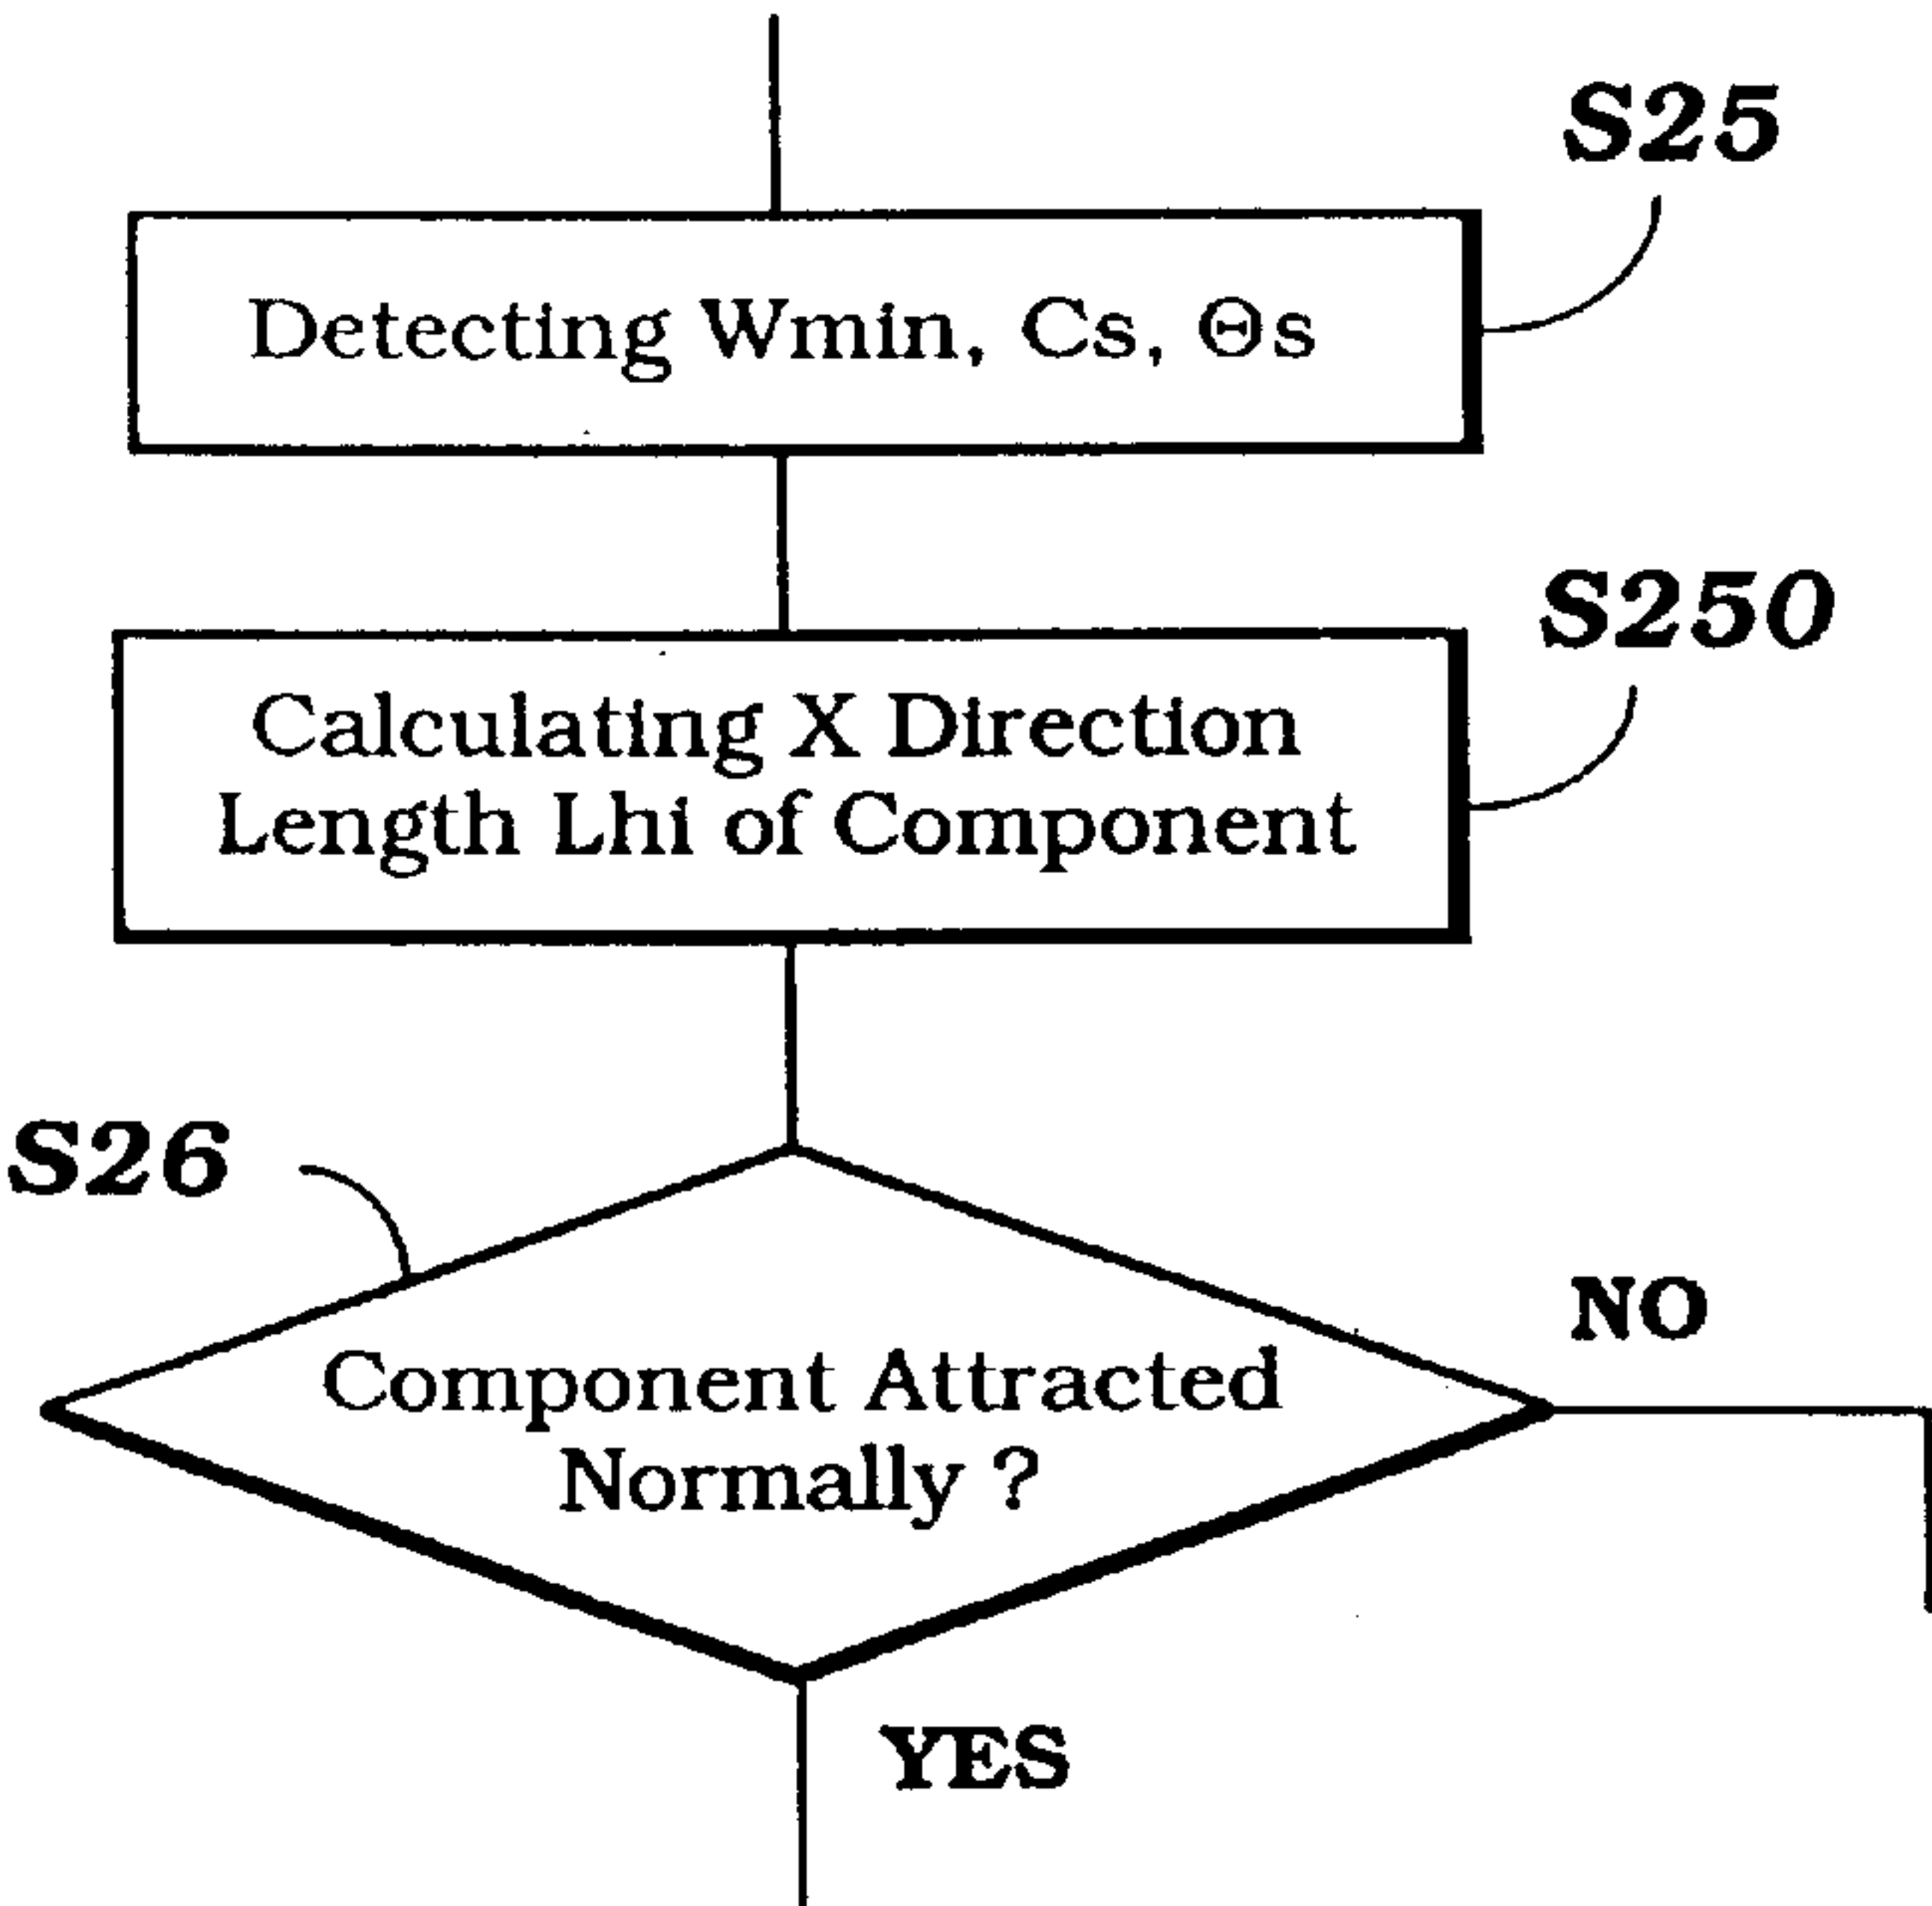 S25
Detecting Wmin, Cs, Θs
S250
Calculating X Direction
Length Lhi of Component
S26
Component Attracted
Normally ?
NO
YES